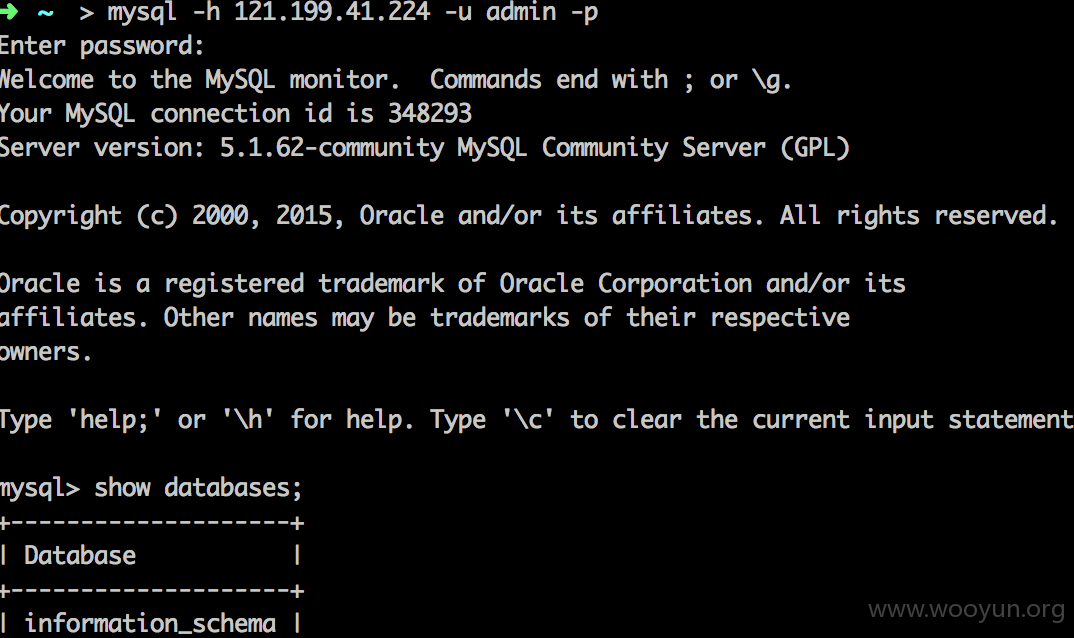 ➜  ~  > mysql -h 121.199.41.224 -u admin -p
Enter password:
Welcome to the MySQL monitor.  Commands end with ; or \g.
Your MySQL connection id is 348293
Server version: 5.1.62-community MySQL Community Server (GPL)
Copyright (c) 2000, 2015, Oracle and/or its affiliates. All rights reserved.
Oracle is a registered trademark of Oracle Corporation and/or its
affiliates. Other names may be trademarks of their respective
owners.
Type 'help;' or '\h' for help. Type '\c' to clear the current input statement
mysql> show databases;
+--------------------+
| Database           |
+--------------------+
| information_schema |
www.wooyun.org